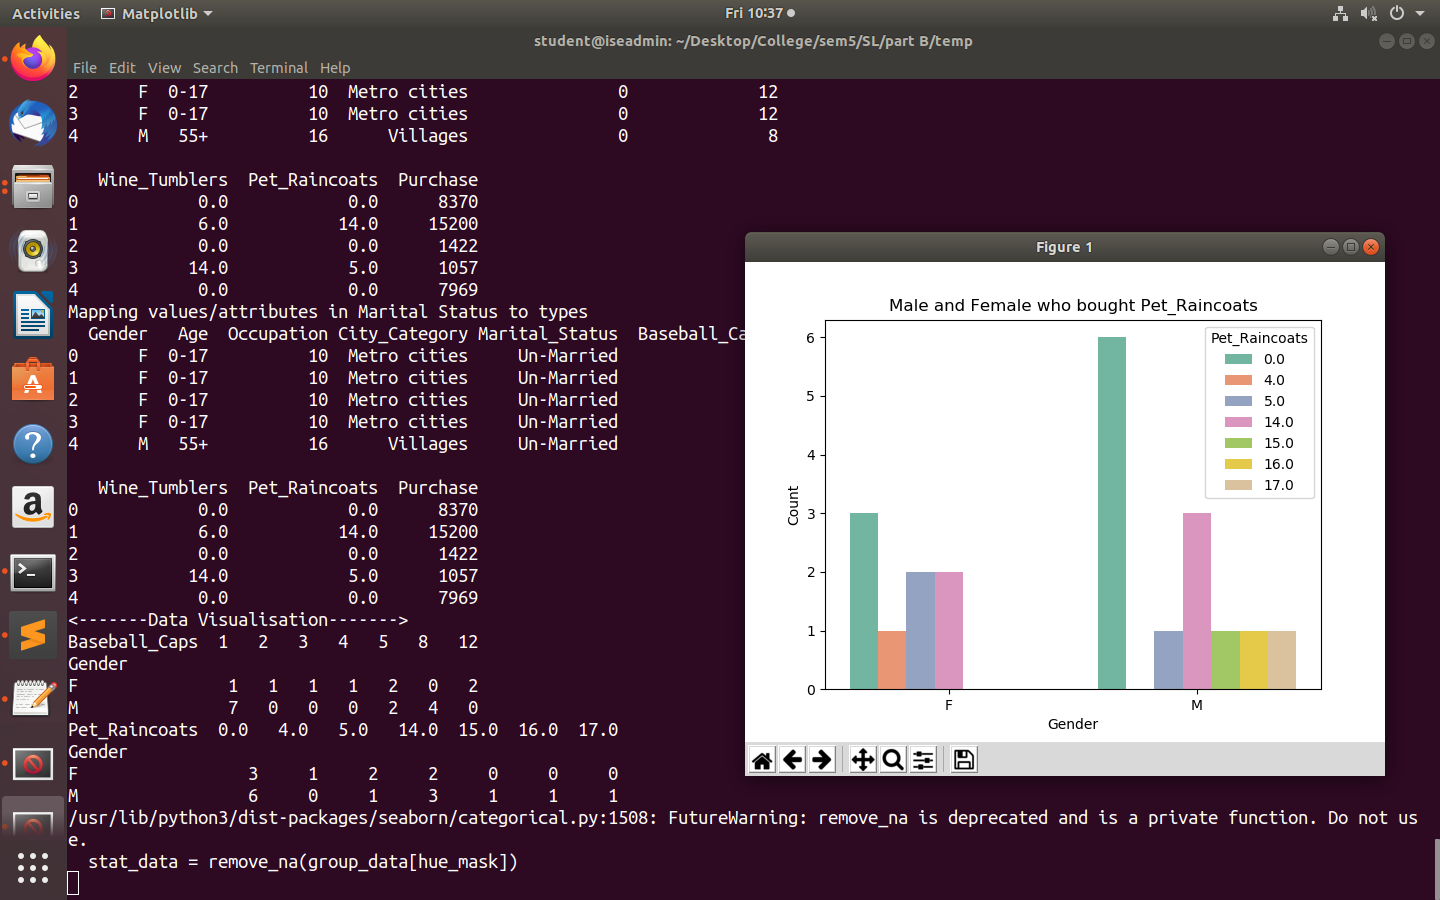 Activities Matplotlib Fri 10:37
student@iseadmin: ~/Desktop/College/sem5/SL/part B/temp
File Edit View Search Terminal Help
2 F 0-17 10 Metro cities 0 12
3 F 0-17 10 Metro cities 0 12
4 M 55+ 16 Villages 0 8
Wine_Tumblers Pet_Raincoats Purchase
0 0.0 0.0 8370
1 6.0 14.0 15200
2 0.0 0.0 1422
3 14.0 5.0 1057
4 0.0 0.0 7969
Mapping values/attributes in Marital Status to types
Gender Age Occupation City_Category Marital_Status Baseball_Ca
0 F 0-17 10 Metro cities Un-Married
1 F 0-17 10 Metro cities Un-Married
2 F 0-17 10 Metro cities Un-Married
3 F 0-17 10 Metro cities Un-Married
4 M 55+ 16 Villages Un-Married
Wine_Tumblers Pet_Raincoats Purchase
0 0.0 0.0 8370
1 6.0 14.0 15200
2 0.0 0.0 1422
3 14.0 5.0 1057
4 0.0 0.0 7969
<-------Data Visualisation------->
Baseball_Caps 1 2 3 4 5 8 12
Gender
F 1 1 1 1 2 0 2
M 7 0 0 0 2 4 0
Pet_Raincoats 0.0 4.0 5.0 14.0 15.0 16.0 17.0
Gender
F 3 1 2 2 0 0 0
M 6 0 1 3 1 1 1
/usr/lib/python3/dist-packages/seaborn/categorical.py:1508: FutureWarning: remove_na is deprecated and is a private function. Do not us
e.
stat_data = remove_na(group_data[hue_mask])
Figure 1
Male and Female who bought Pet_Raincoats
Pet_Raincoats
0.0
4.0
5.0
14.0
15.0
16.0
17.0
6
5
4
3
2
1
0
Count
F M
Gender